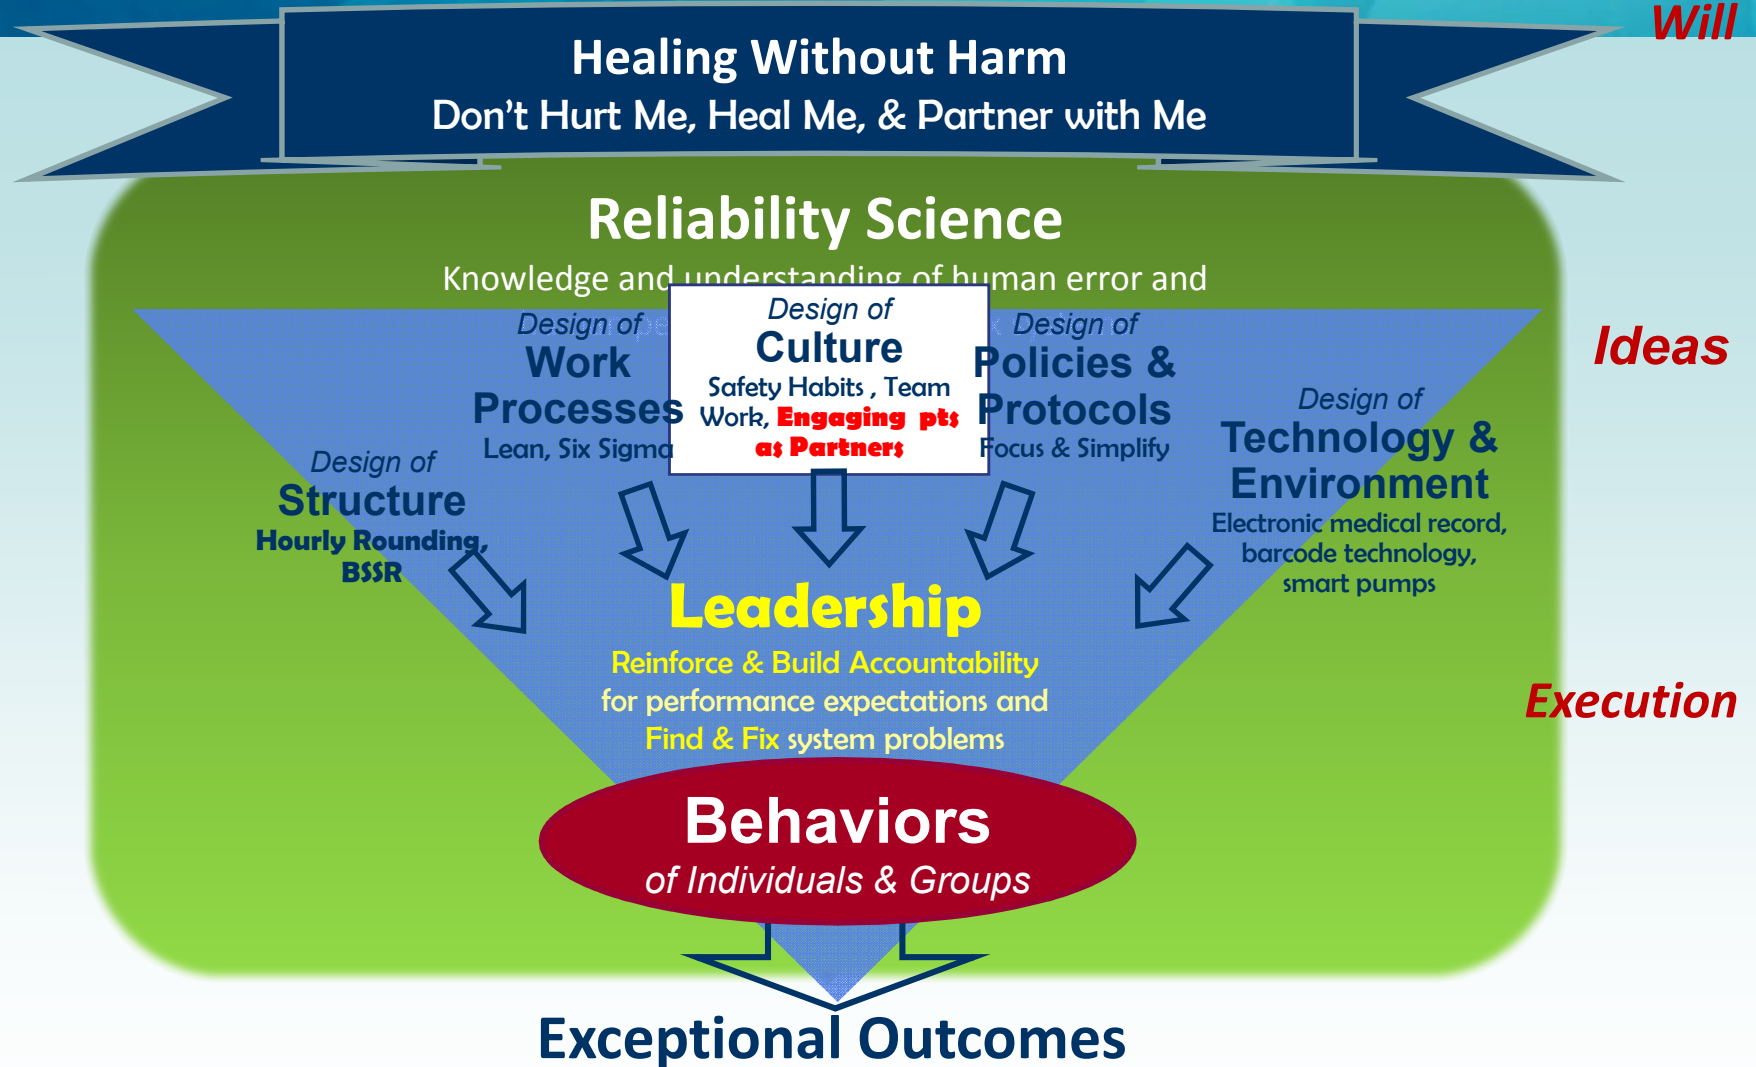 Will
Healing Without Harm
Don't Hurt Me, Heal Me, & Partner with Me
Reliability Science
Knowledge and understanding of human error and
Design of
Structure
Hourly Rounding,
BSSR
Design of
Work
Processes
Lean, Six Sigma
Design of
Culture
Safety Habits , Team
Work, Engaging pts
as Partners
Design of
Policies &
Protocols
Focus & Simplify
Design of
Technology &
Environment
Electronic medical record,
barcode technology,
smart pumps
Ideas
Leadership
Reinforce & Build Accountability
for performance expectations and
Find & Fix system problems
Execution
Behaviors
of Individuals & Groups
Exceptional Outcomes